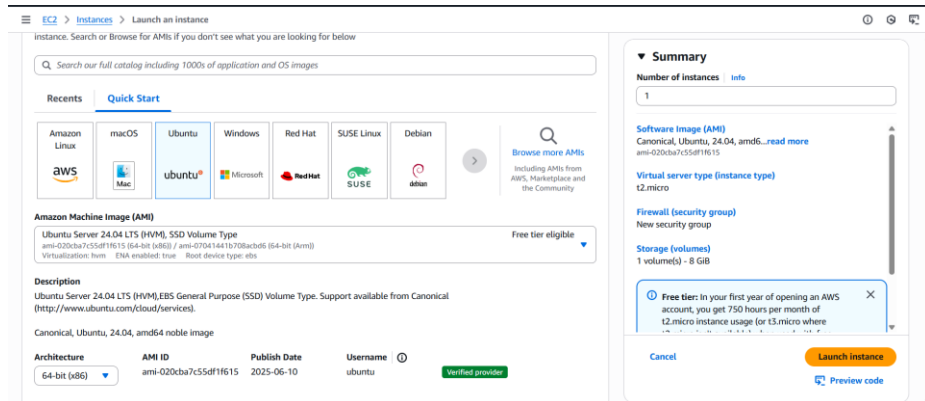 EC2 > Instances > Launch an instance
instance. Search or Browse for AMIs if you don't see what you are looking for below
Search our full catalog including 1000s of application and OS images
Recents Quick Start
Amazon Linux
aws
macOS
Mac
Ubuntu
ubuntu®
Windows
Microsoft
Red Hat
Red Hat
SUSE Linux
SUSE
Debian
debian
Browse more AMIs
Including AMIs from
AWS, Marketplace and
the Community
Amazon Machine Image (AMI)
Ubuntu Server 24.04 LTS (HVM), SSD Volume Type Free tier eligible
ami-020cba7c55df1f615 (64-bit (x86)) / ami-07041441b708acbd6 (64-bit (Arm))
Virtualization: hvm ENA enabled: true Root device type: ebs
Description
Ubuntu Server 24.04 LTS (HVM),EBS General Purpose (SSD) Volume Type. Support available from Canonical
(http://www.ubuntu.com/cloud/services).
Canonical, Ubuntu, 24.04, amd64 noble image
Architecture AMI ID Publish Date Username
64-bit (x86) ami-020cba7c55df1f615 2025-06-10 ubuntu Verified provider
Summary
Number of instances Info
1
Software Image (AMI)
Canonical, Ubuntu, 24.04, amd6...read more
ami-020cba7c55df1f615
Virtual server type (instance type)
t2.micro
Firewall (security group)
New security group
Storage (volumes)
1 volume(s) - 8 GiB
Free tier: In your first year of opening an AWS
account, you get 750 hours per month of
t2.micro instance usage (or t3.micro where
Cancel Launch instance
Preview code